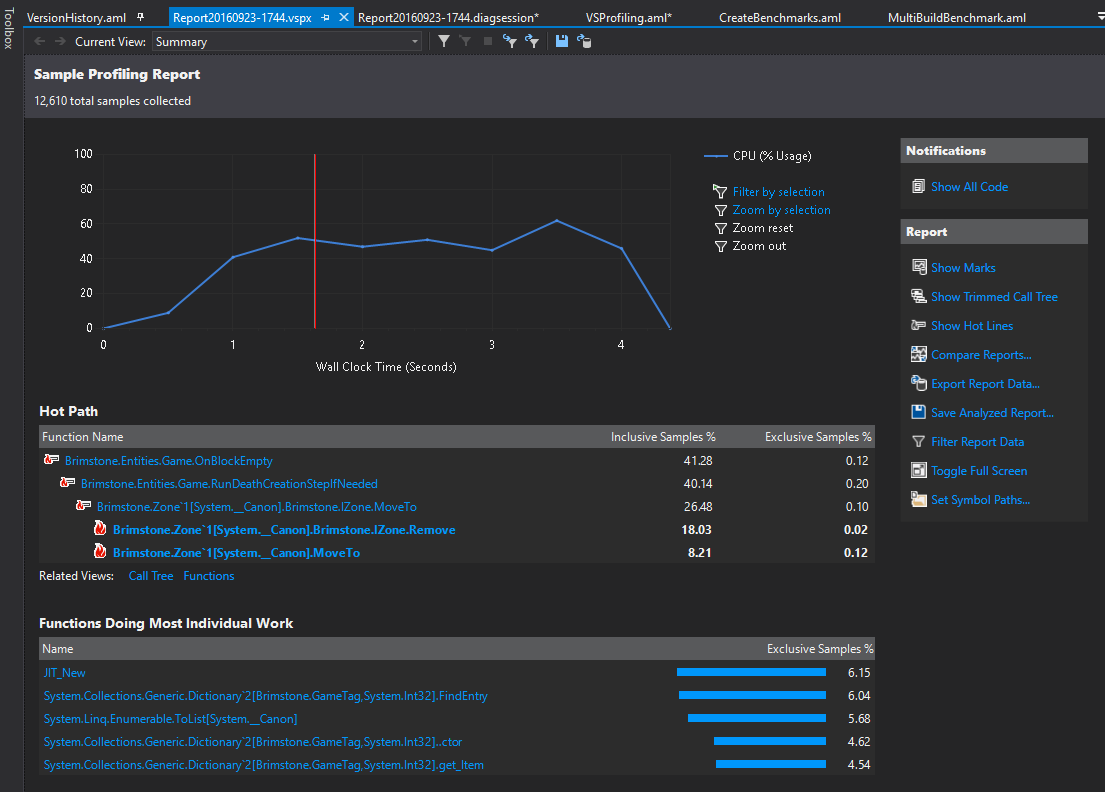 Toolbox
VersionHistory.aml Report20160923-1744.vspx Report20160923-1744.diagsession* VSProfiling.aml* CreateBenchmarks.aml MultiBuildBenchmark.aml
Current View: Summary
Sample Profiling Report
12,610 total samples collected
100
80
60
40
20
0
0 1 2 3 4
Wall Clock Time (Seconds)
CPU (% Usage)
Filter by selection
Zoom by selection
Zoom reset
Zoom out
Notifications
Show All Code
Report
Show Marks
Show Trimmed Call Tree
Show Hot Lines
Compare Reports...
Export Report Data...
Save Analyzed Report...
Filter Report Data
Toggle Full Screen
Set Symbol Paths...
Hot Path
Function Name Inclusive Samples % Exclusive Samples %
Brimstone.Entities.Game.OnBlockEmpty 41.28 0.12
Brimstone.Entities.Game.RunDeathCreationStepIfNeeded 40.14 0.20
Brimstone.Zone`1[System.__Canon].Brimstone.IZone.MoveTo 26.48 0.10
Brimstone.Zone`1[System.__Canon].Brimstone.IZone.Remove 18.03 0.02
Brimstone.Zone`1[System.__Canon].MoveTo 8.21 0.12
Related Views: Call Tree Functions
Functions Doing Most Individual Work
Name Exclusive Samples %
JIT_New 6.15
System.Collections.Generic.Dictionary`2[Brimstone.GameTag,System.Int32].FindEntry 6.04
System.Linq.Enumerable.ToList[System.__Canon] 5.68
System.Collections.Generic.Dictionary`2[Brimstone.GameTag,System.Int32]..ctor 4.62
System.Collections.Generic.Dictionary`2[Brimstone.GameTag,System.Int32].get_Item 4.54